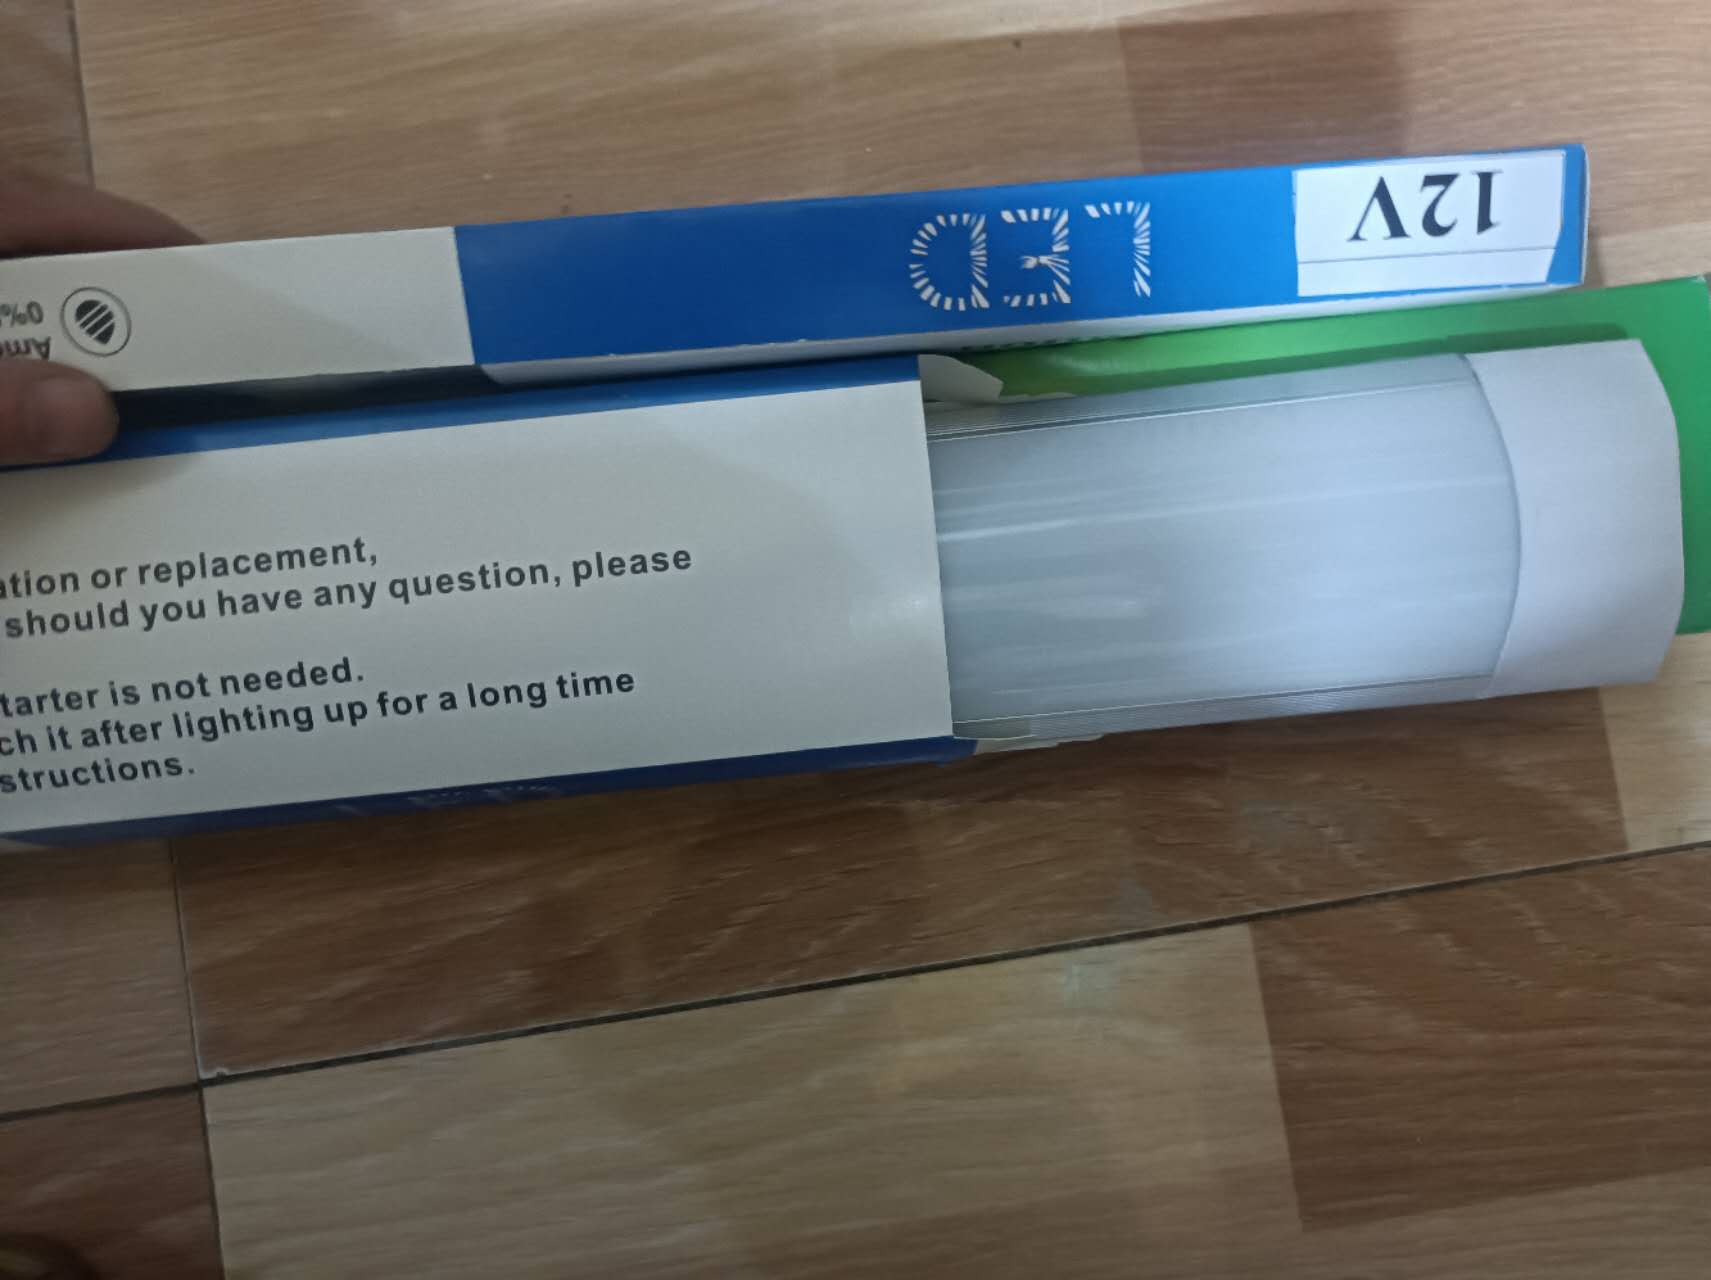 12V
LED
0%
ation or replacement,
should you have any question, please
tarter is not needed.
ch it after lighting up for a long time
structions.